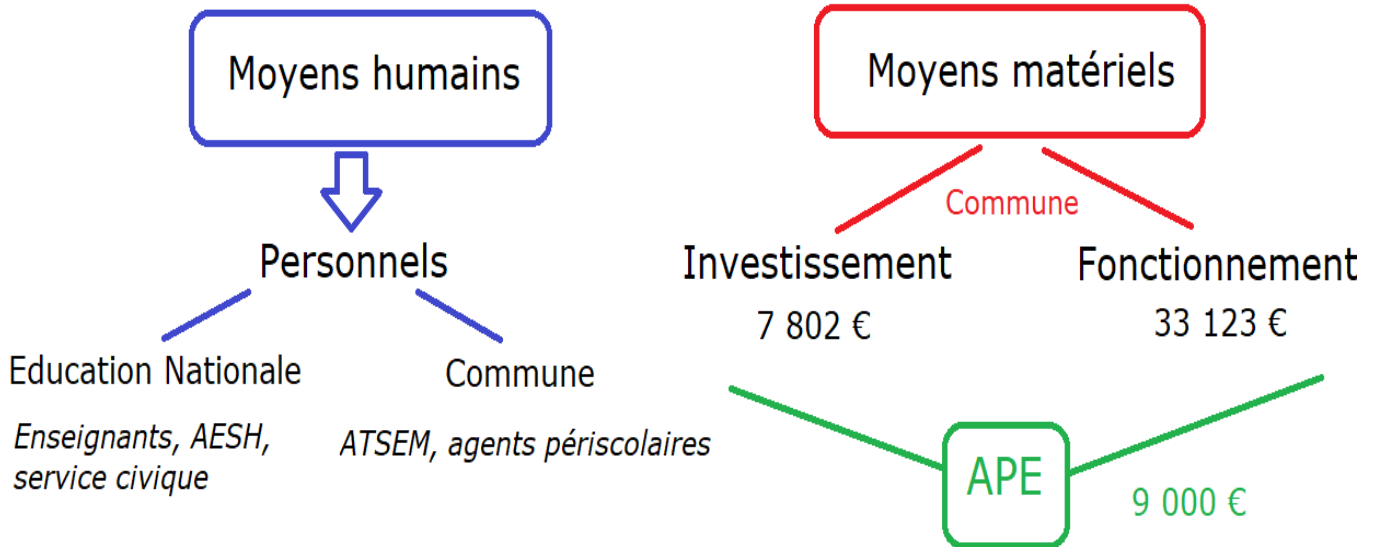 Moyens humains
Personnels
Education Nationale
Enseignants, AESH,
service civique
Commune
ATSEM, agents périscolaires
Moyens matériels
Commune
Investissement
7 802 €
Fonctionnement
33 123 €
APE
9 000 €